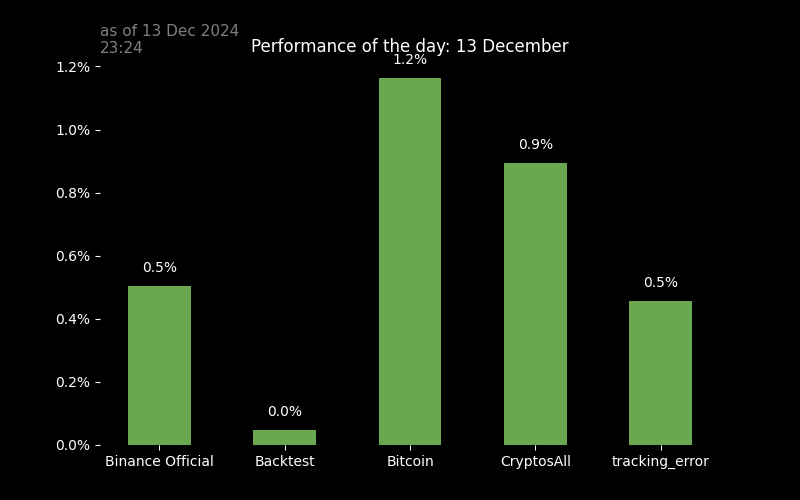 as of 13 Dec 2024
23:24
Performance of the day: 13 December
1.2%
1.2%
1.0%
0.9%
0.8%
0.6%
0.5%
0.5%
0.4%
0.2%
0.0%
0.0%
Binance Official
Backtest
Bitcoin
CryptosAll
tracking_error